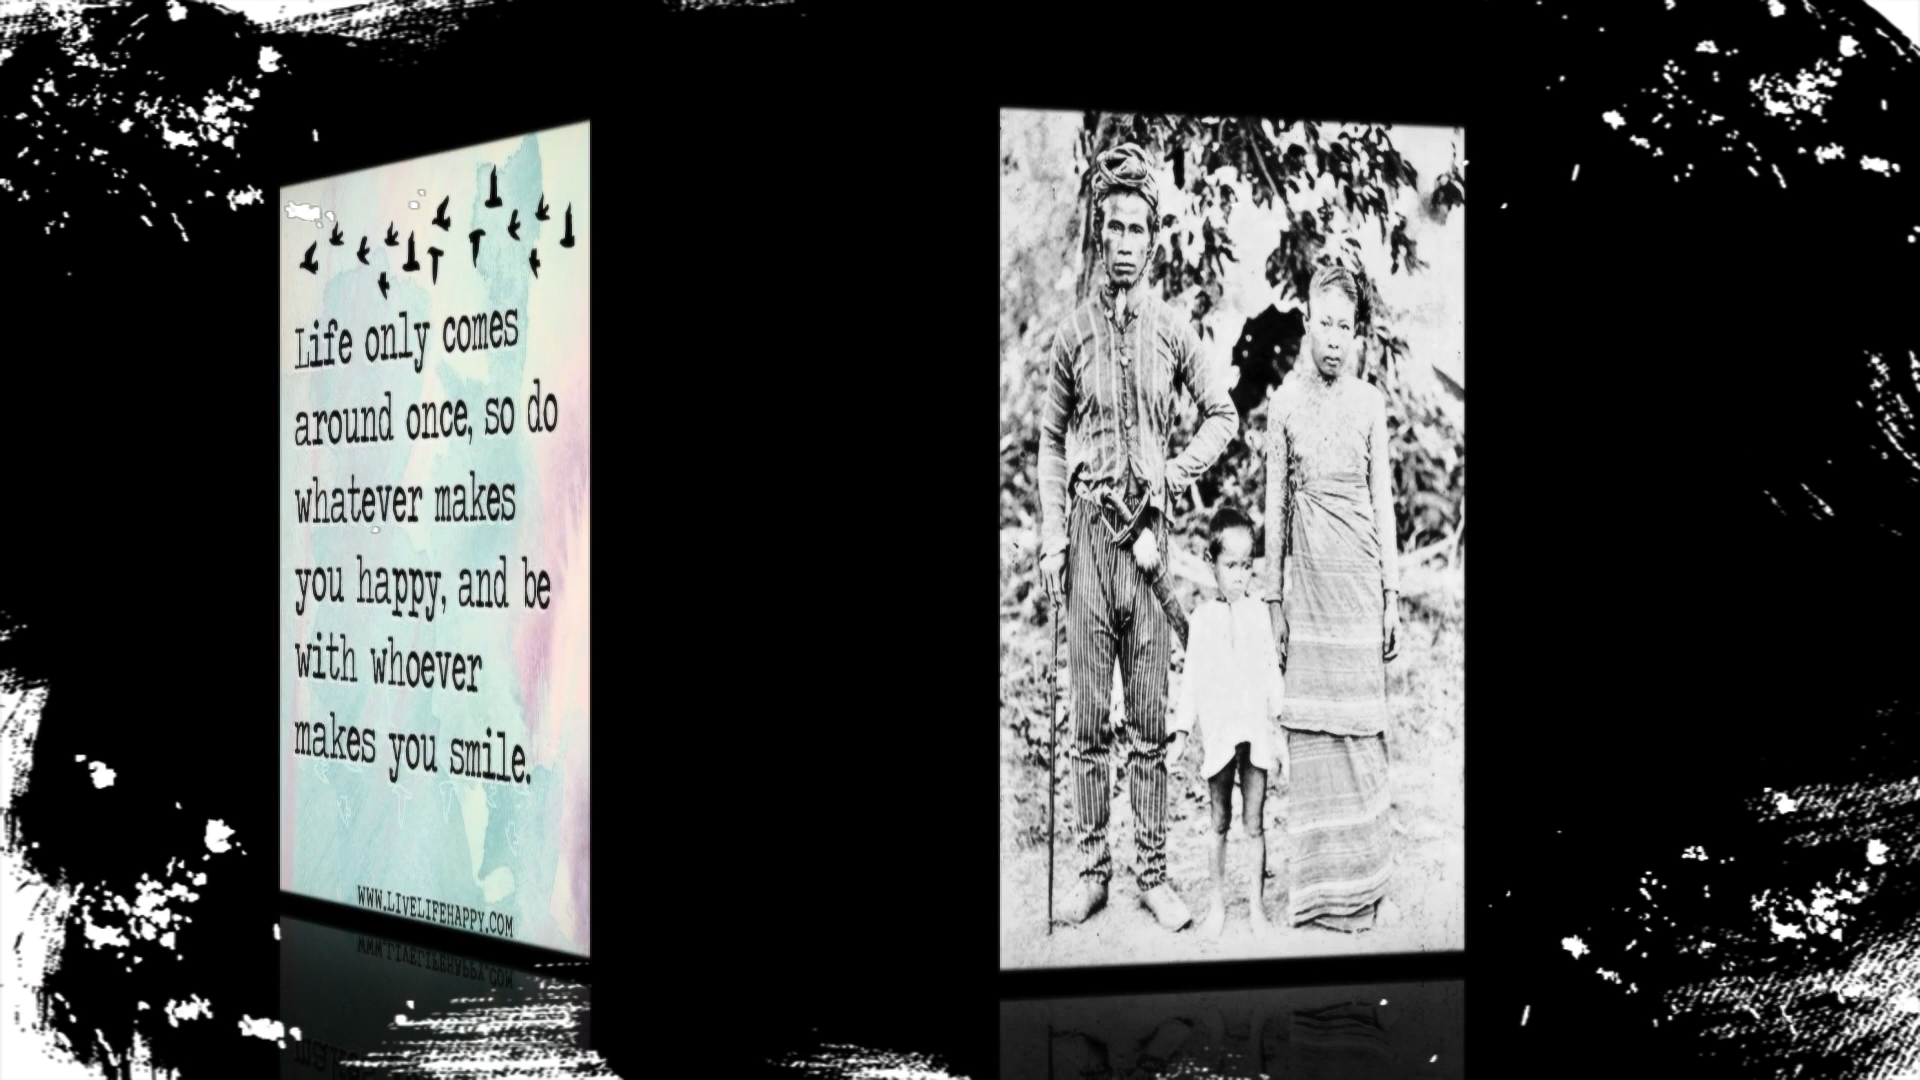 Life only comes
around once, so do
whatever makes
you happy, and be
with whoever
makes you smile.
WWW.LIVELIFEHAPPY.COM